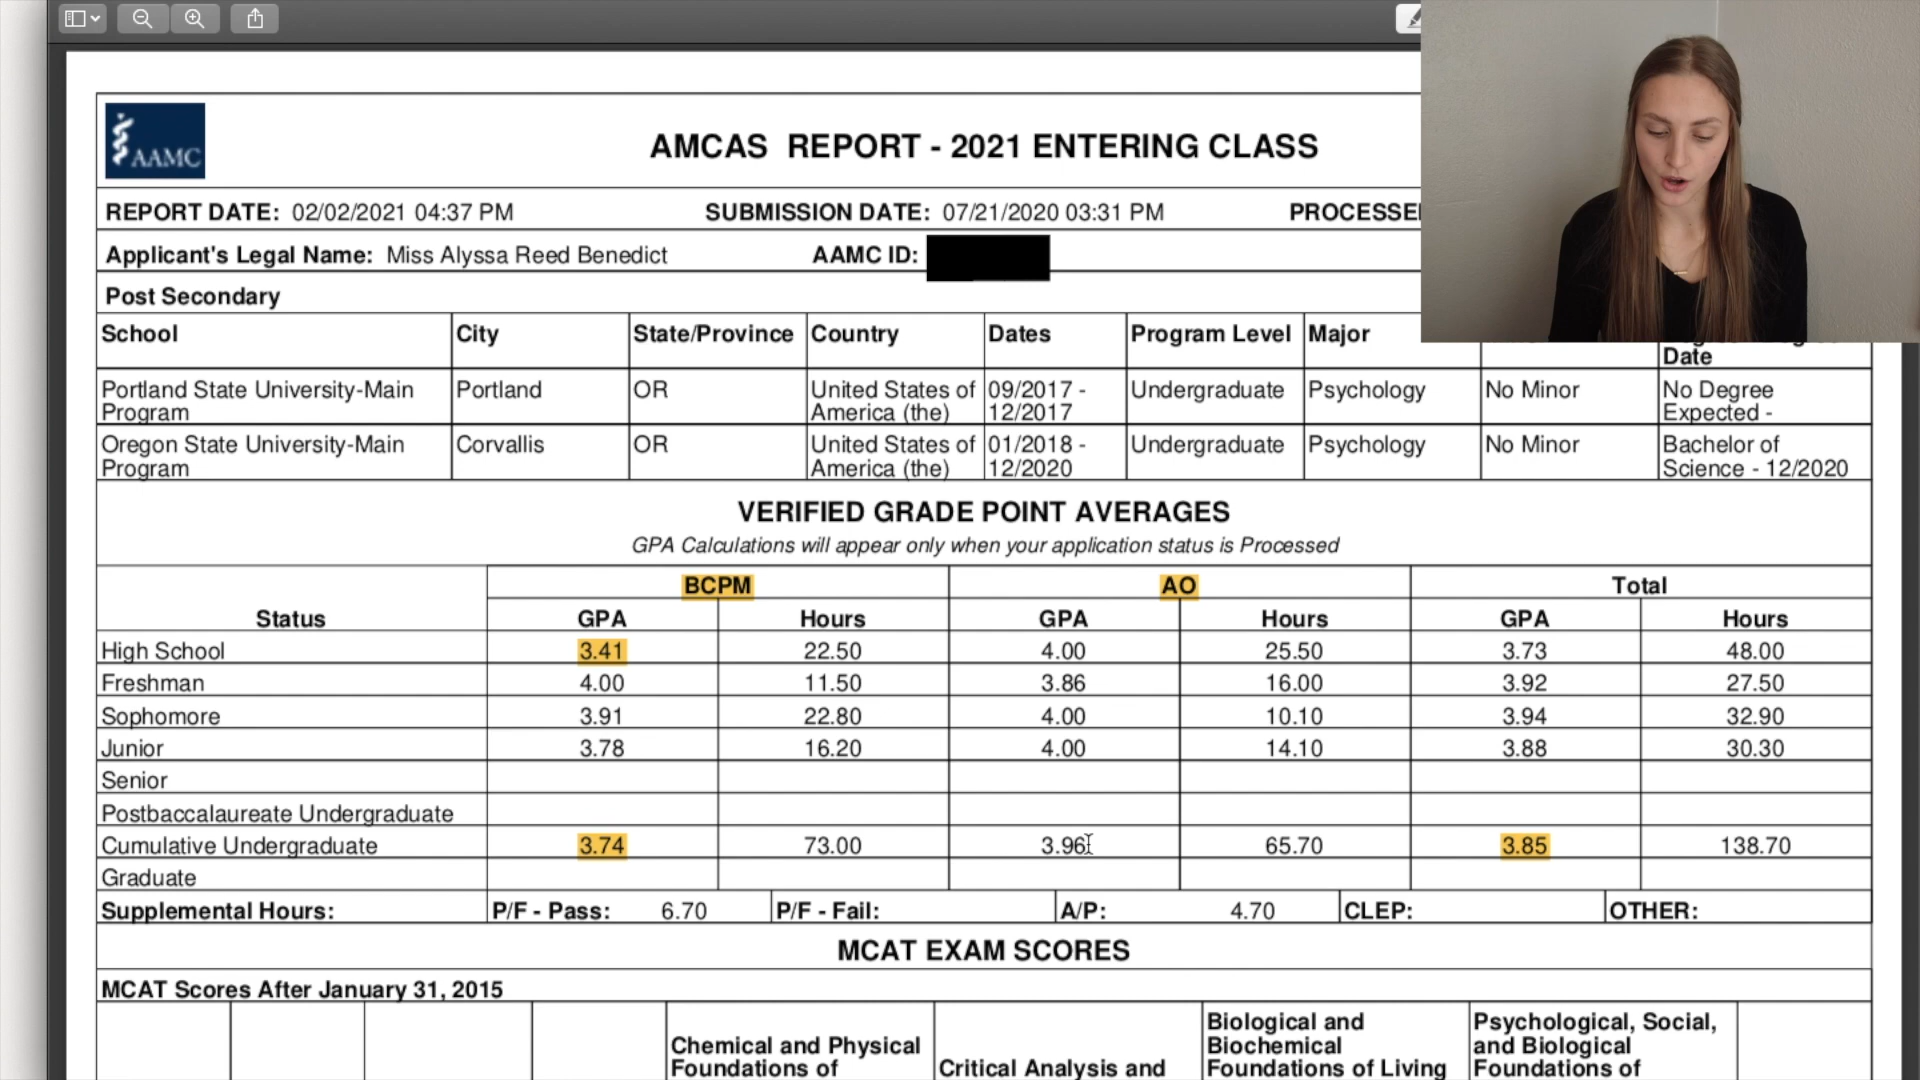 AAMC
AMCAS REPORT - 2021 ENTERING CLASS
REPORT DATE: 02/02/2021 04:37 PM SUBMISSION DATE: 07/21/2020 03:31 PM
Applicant's Legal Name: Miss Alyssa Reed Benedict AAMC ID:
Post Secondary
School City State/Province Country Dates Program Level Major
Date
Portland State University-Main Portland OR United States of 09/2017 - Undergraduate Psychology No Minor No Degree
Program America (the) 12/2017 Expected -
Oregon State University-Main Corvallis OR United States of 01/2018 - Undergraduate Psychology No Minor Bachelor of
Program America (the) 12/2020 Science - 12/2020
VERIFIED GRADE POINT AVERAGES
GPA Calculations will appear only when your application status is Processed
BCPM AO Total
Status GPA Hours GPA Hours GPA Hours
High School 3.41 22.50 4.00 25.50 3.73 48.00
Freshman 4.00 11.50 3.86 16.00 3.92 27.50
Sophomore 3.91 22.80 4.00 10.10 3.94 32.90
Junior 3.78 16.20 4.00 14.10 3.88 30.30
Senior
Postbaccalaureate Undergraduate
Cumulative Undergraduate 3.74 73.00 3.96 65.70 3.85 138.70
Graduate
Supplemental Hours: P/F - Pass: 6.70 P/F - Fail: A/P: 4.70 CLEP: OTHER:
MCAT EXAM SCORES
MCAT Scores After January 31, 2015
Biological and Psychological, Social,
Chemical and Physical Biochemical and Biological
Foundations of Critical Analysis and Foundations of Living Foundations of